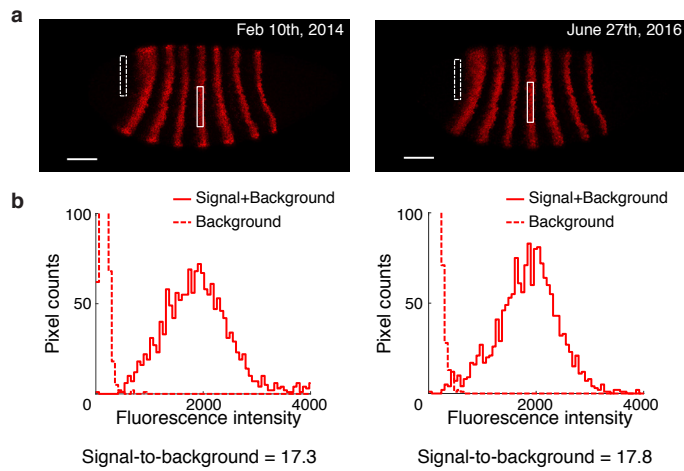 a
Feb 10th, 2014
June 27th, 2016
b
Signal+Background
Background
100
50
0
2000
4000
Pixel counts
Fluorescence intensity
Signal-to-background = 17.3
Signal+Background
Background
100
50
0
2000
4000
Pixel counts
Fluorescence intensity
Signal-to-background = 17.8